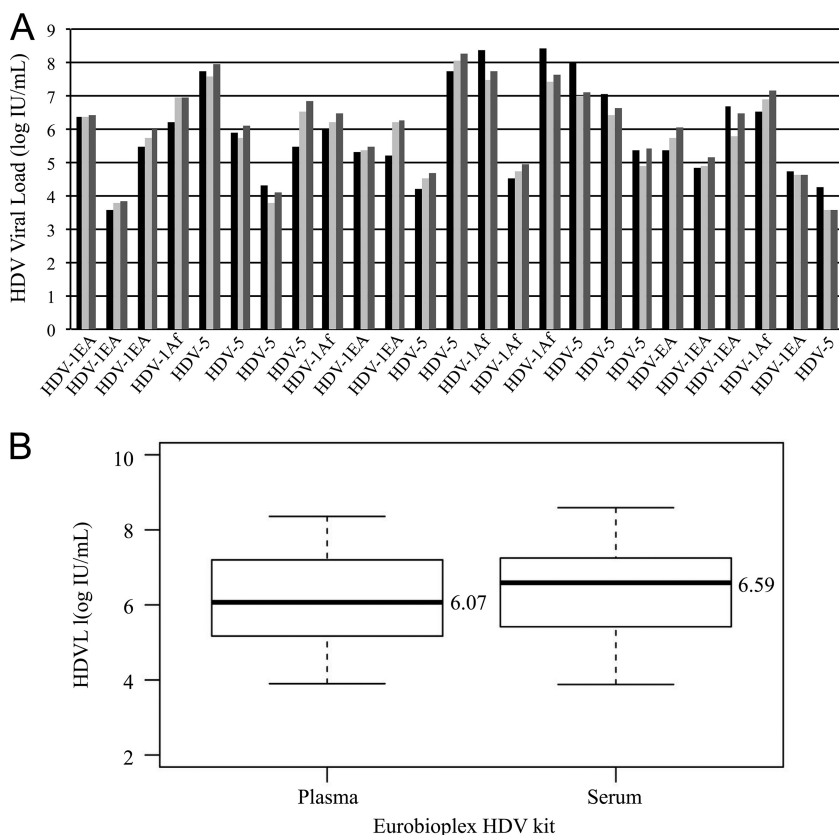 A
HDV Viral Load (log IU/mL)
9
8
7
6
5
4
3
2
1
0
HDV-1EA
HDV-1EA
HDV-1EA
HDV-1Af
HDV-5
HDV-5
HDV-5
HDV-5
HDV-1Af
HDV-1EA
HDV-1EA
HDV-5
HDV-5
HDV-1Af
HDV-1Af
HDV-1Af
HDV-5
HDV-5
HDV-5
HDV-EA
HDV-1EA
HDV-1EA
HDV-1Af
HDV-1EA
HDV-5
B
HDVL l(og IU/mL)
10
8
6
4
2
6.07
6.59
Plasma
Serum
Eurobioplex HDV kit